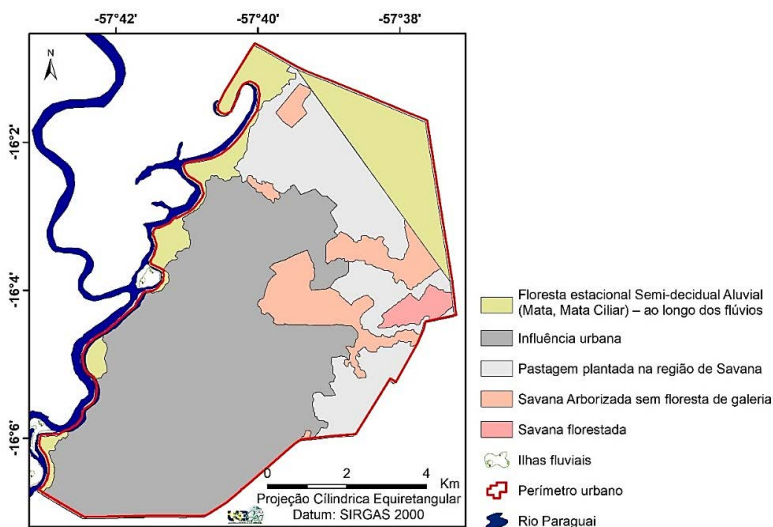 -57°42' -57°40' -57°38'
N
-16°2'
-16°4'
-16°6'
Floresta estacional Semi-decidual Aluvial
(Mata, Mata Ciliar) – ao longo dos flúvios
Influência urbana
Pastagem plantada na região de Savana
Savana Arborizada sem floresta de galeria
Savana florestada
Ilhas fluviais
Perímetro urbano
Rio Paraguai
0 2 4
Km
Projeção Cílindrica Equiretangular
Datum: SIRGAS 2000